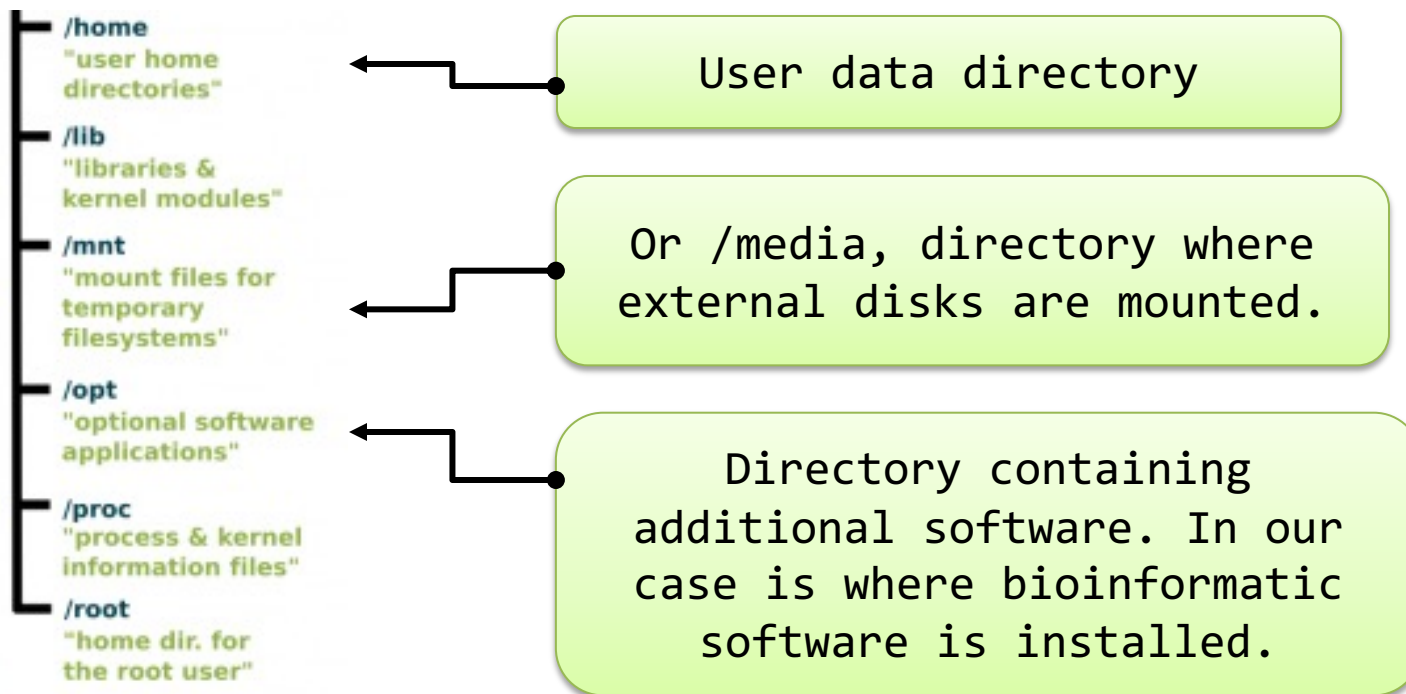 /home
"user home
directories"
/lib
"libraries &
kernel modules"
/mnt
"mount files for
temporary
filesystems"
/opt
"optional software
applications"
/proc
"process & kernel
information files"
/root
"home dir. for
the root user"
User data directory
Or /media, directory where
external disks are mounted.
Directory containing
additional software. In our
case is where bioinformatic
software is installed.